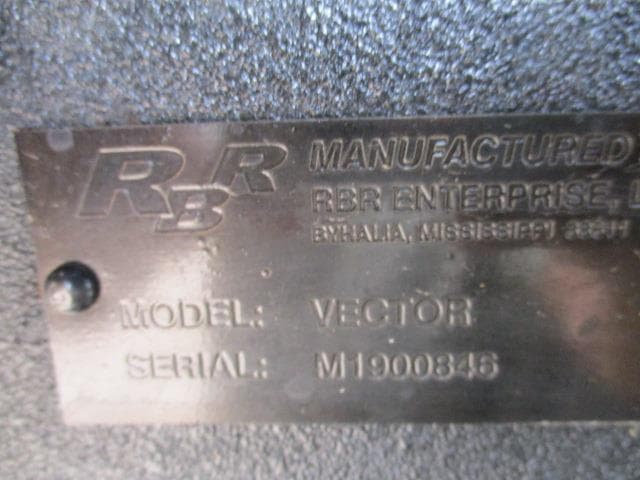 RBR
MANUFACTURED
RBR ENTERPRISE,
BYHALIA, MISSISSIPPI
MODEL: VECTOR
SERIAL: M1900846